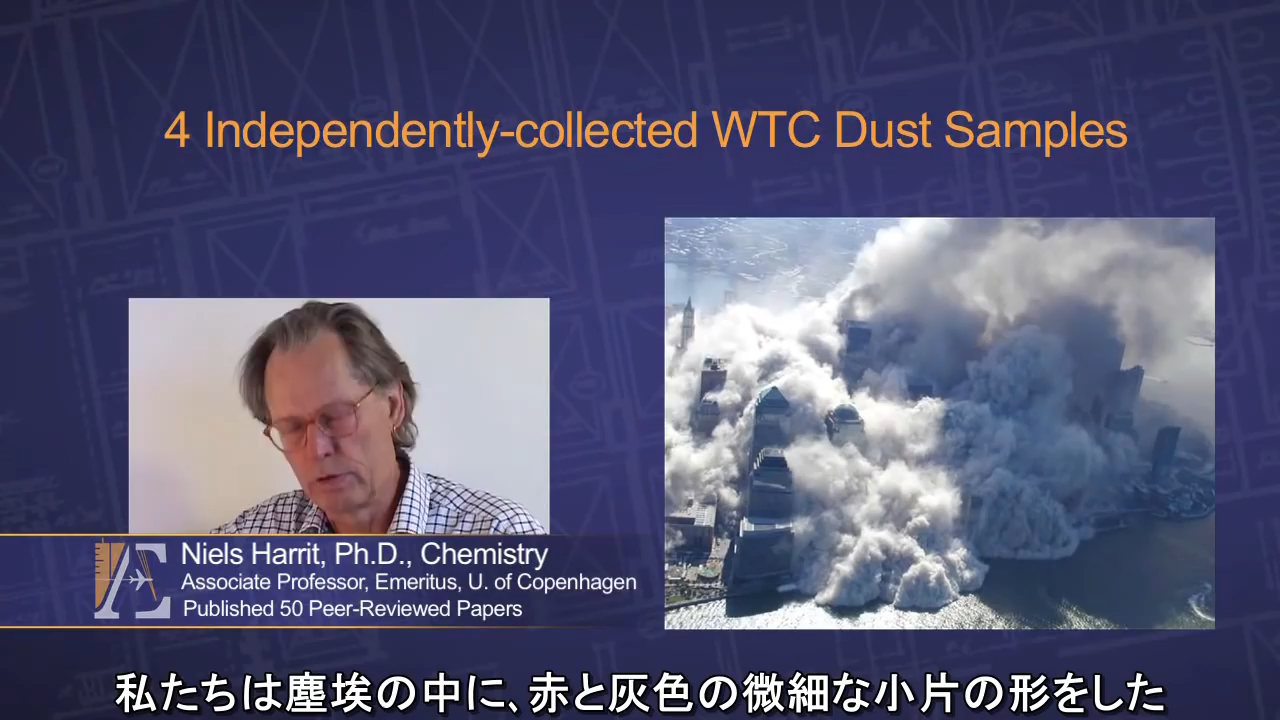 4 Independently-collected WTC Dust Samples
Niels Harrit, Ph.D., Chemistry
Associate Professor, Emeritus, U. of Copenhagen
Published 50 Peer-Reviewed Papers
私たちは塵埃の中に、赤と灰色の微細な小片の形をした